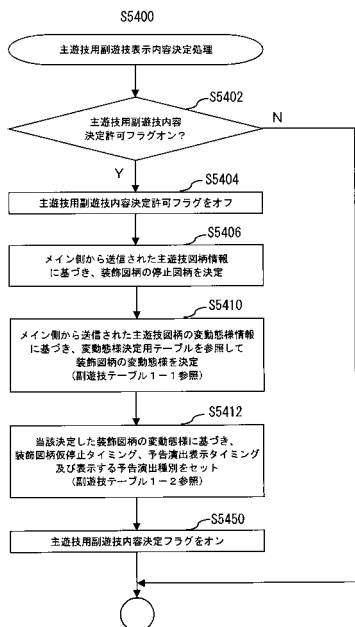 S5400
主遊技用副遊技表示内容決定処理
S5402
主遊技用副遊技内容
決定許可フラグオン?
N
Y
S5404
主遊技用副遊技内容決定許可フラグをオフ
S5406
メイン側から送信された主遊技図柄情報
に基づき、装飾図柄の停止図柄を決定
S5410
メイン側から送信された主遊技図柄の変動態様情報
に基づき、変動態様決定用テーブルを参照して
装飾図柄の変動態様を決定
(副遊技テーブル1-1参照)
S5412
当該決定した装飾図柄の変動態様に基づき、
装飾図柄仮停止タイミング、予告演出表示タイミング
及び表示する予告演出種別をセット
(副遊技テーブル1-2参照)
S5450
主遊技用副遊技内容決定フラグをオン